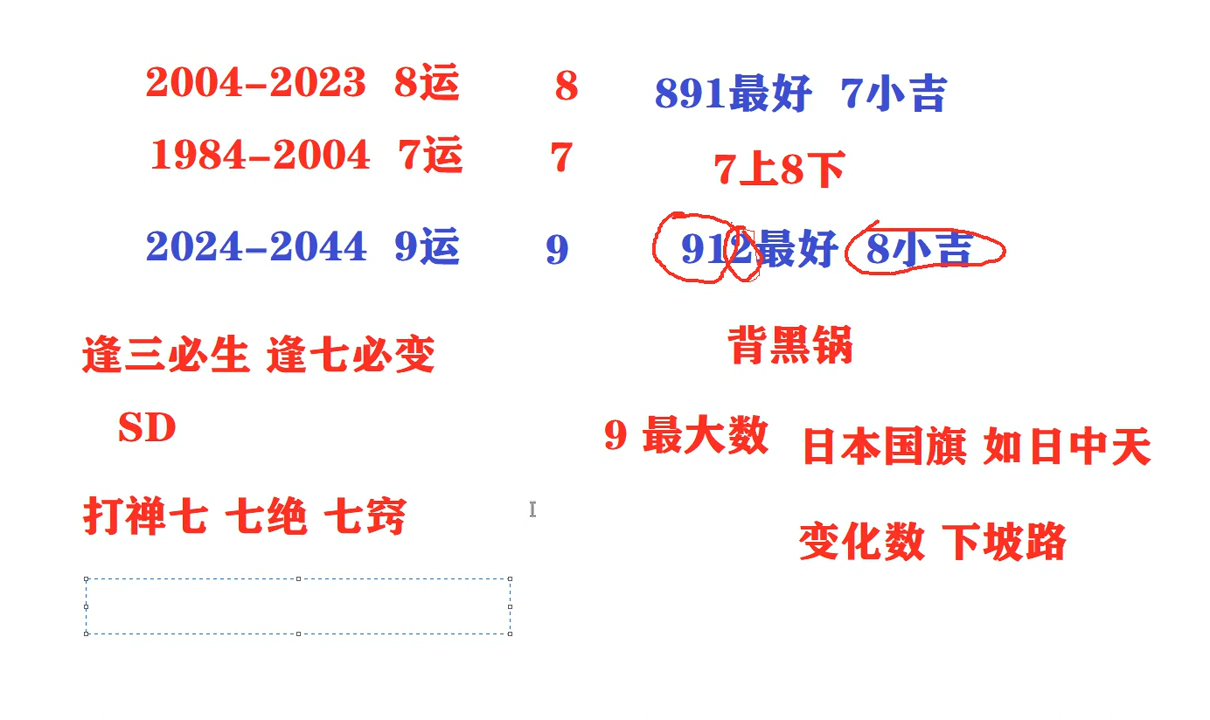 2004-2023 8运 8 891最好 7小吉
1984-2004 7运 7 7上8下
2024-2044 9运 9 912最好 8小吉
逢三必生 逢七必变 背黑锅
SD 9 最大数 日本国旗 如日中天
打禅七 七绝 七窍 变化数 下坡路